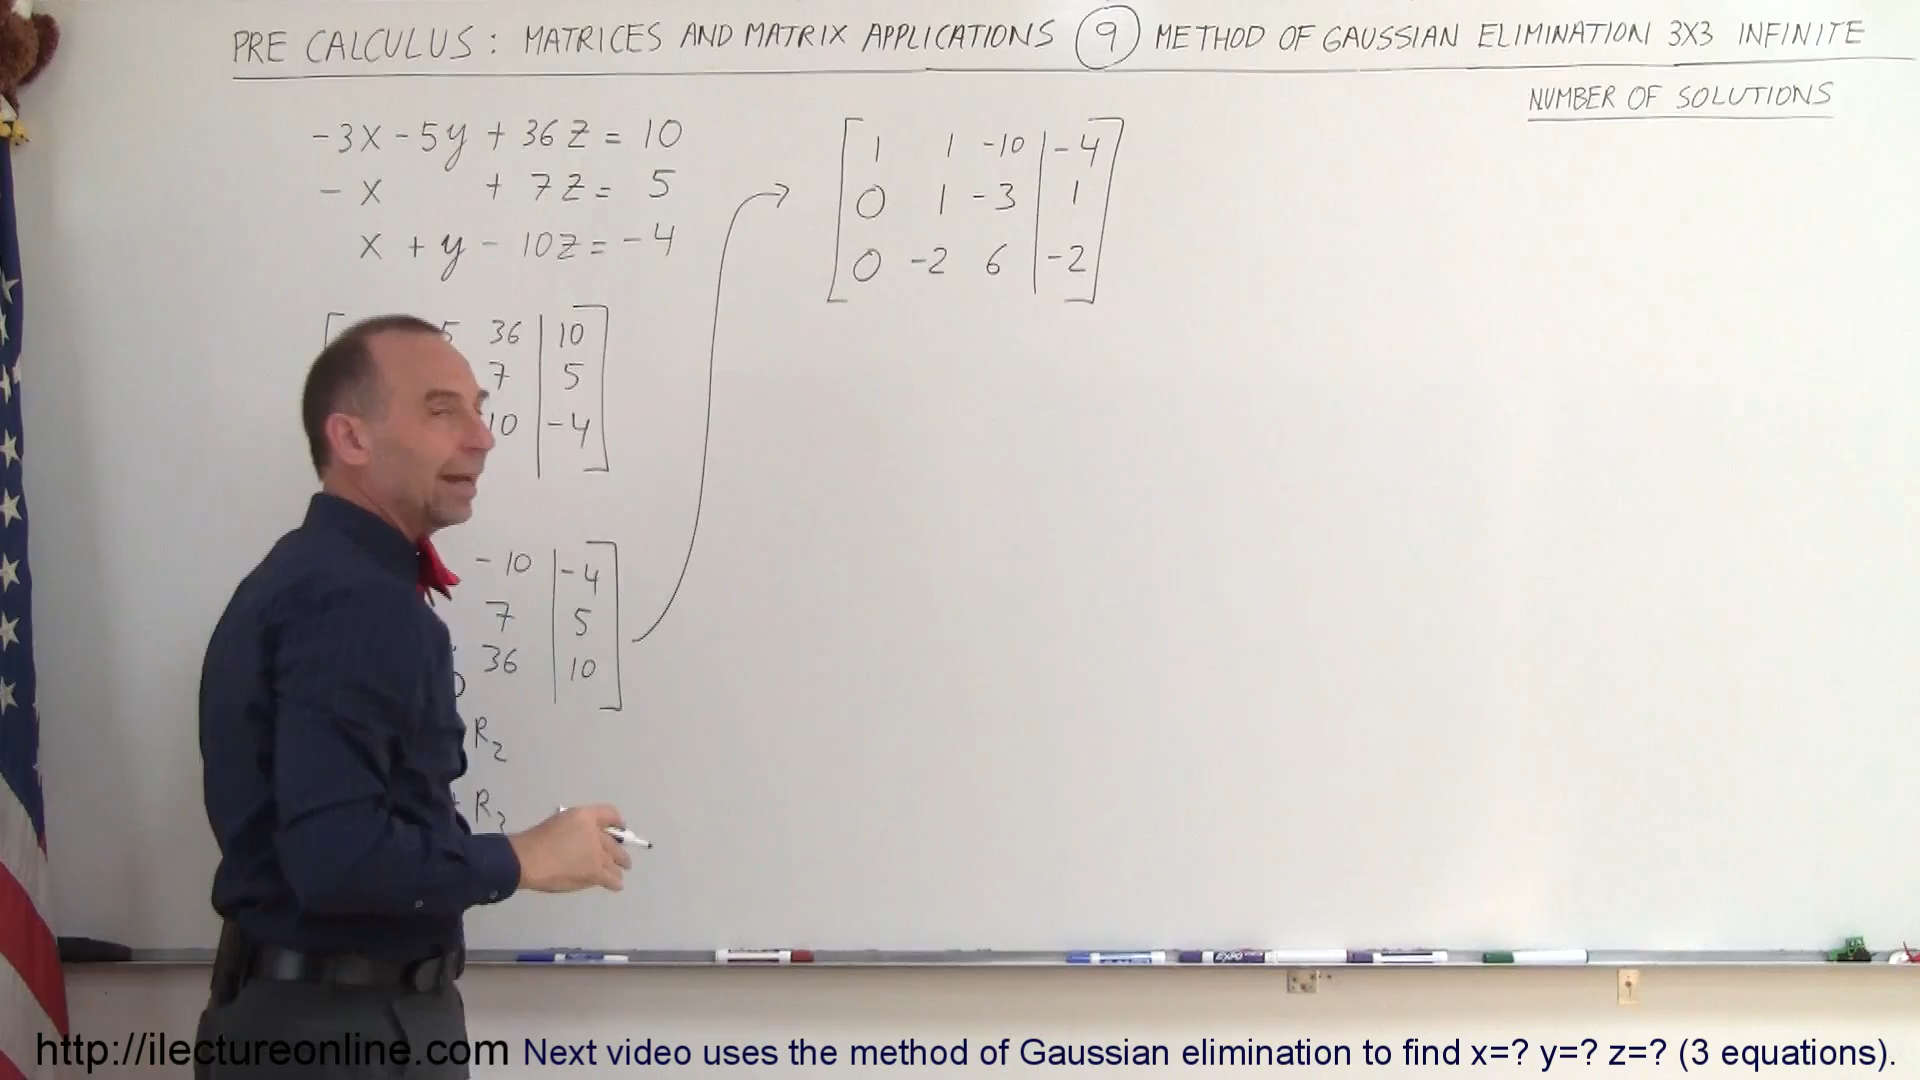 PRE CALCULUS: MATRICES AND MATRIX APPLICATIONS 9 METHOD OF GAUSSIAN ELIMINATION 3X3 INFINITE
NUMBER OF SOLUTIONS
-3x - 5y + 36z = 10
-x + 7z = 5
x + y - 10z = -4
5 36 | 10
7 | 5
10 | -4
-10 | -4
7 | 5
36 | 10
R2
+ R3
1 1 -10 | -4
0 1 -3 | 1
0 -2 6 | -2
EXPO
http://ilectureonline.com Next video uses the method of Gaussian elimination to find x=? y=? z=? (3 equations).